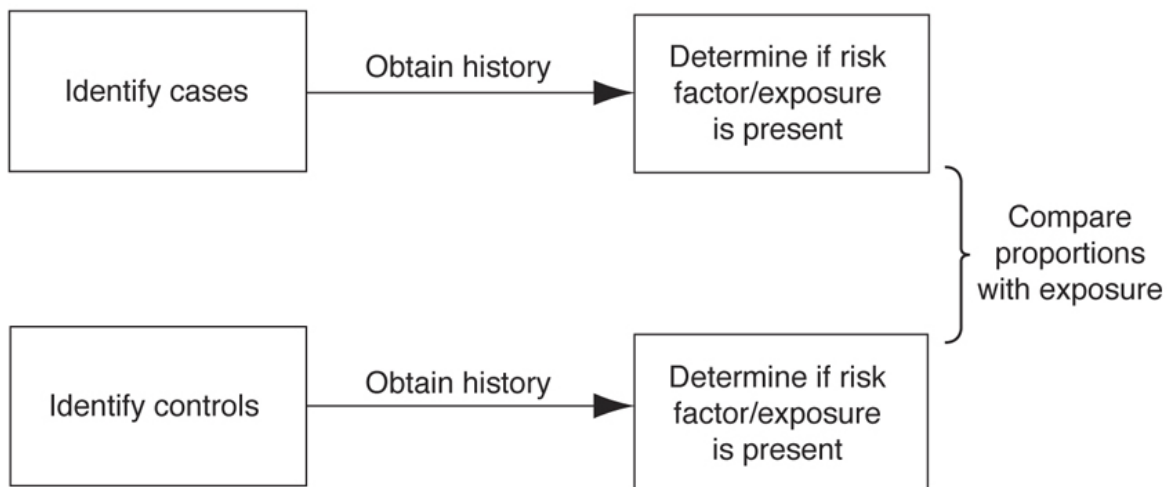 Identify cases
Obtain history
Determine if risk
factor/exposure
is present
Compare
proportions
with exposure
Identify controls
Obtain history
Determine if risk
factor/exposure
is present